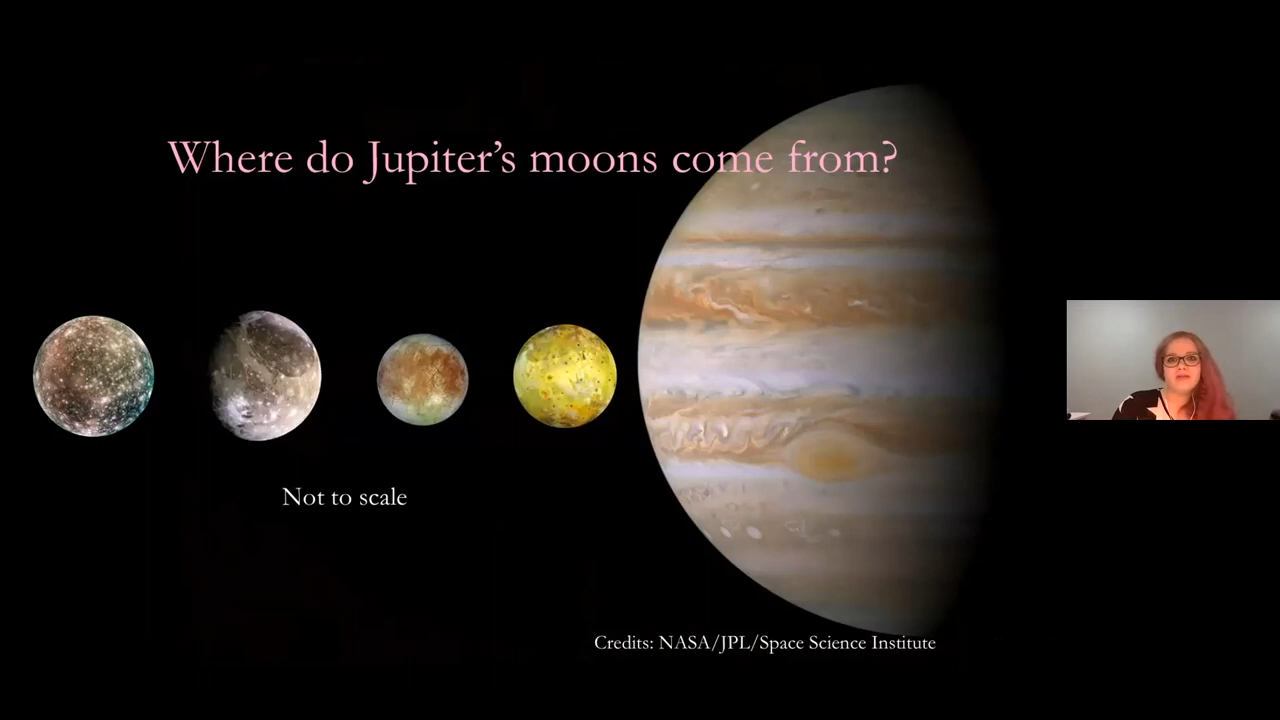 Where do Jupiter’s moons come from?
Not to scale
Credits: NASA/JPL/Space Science Institute